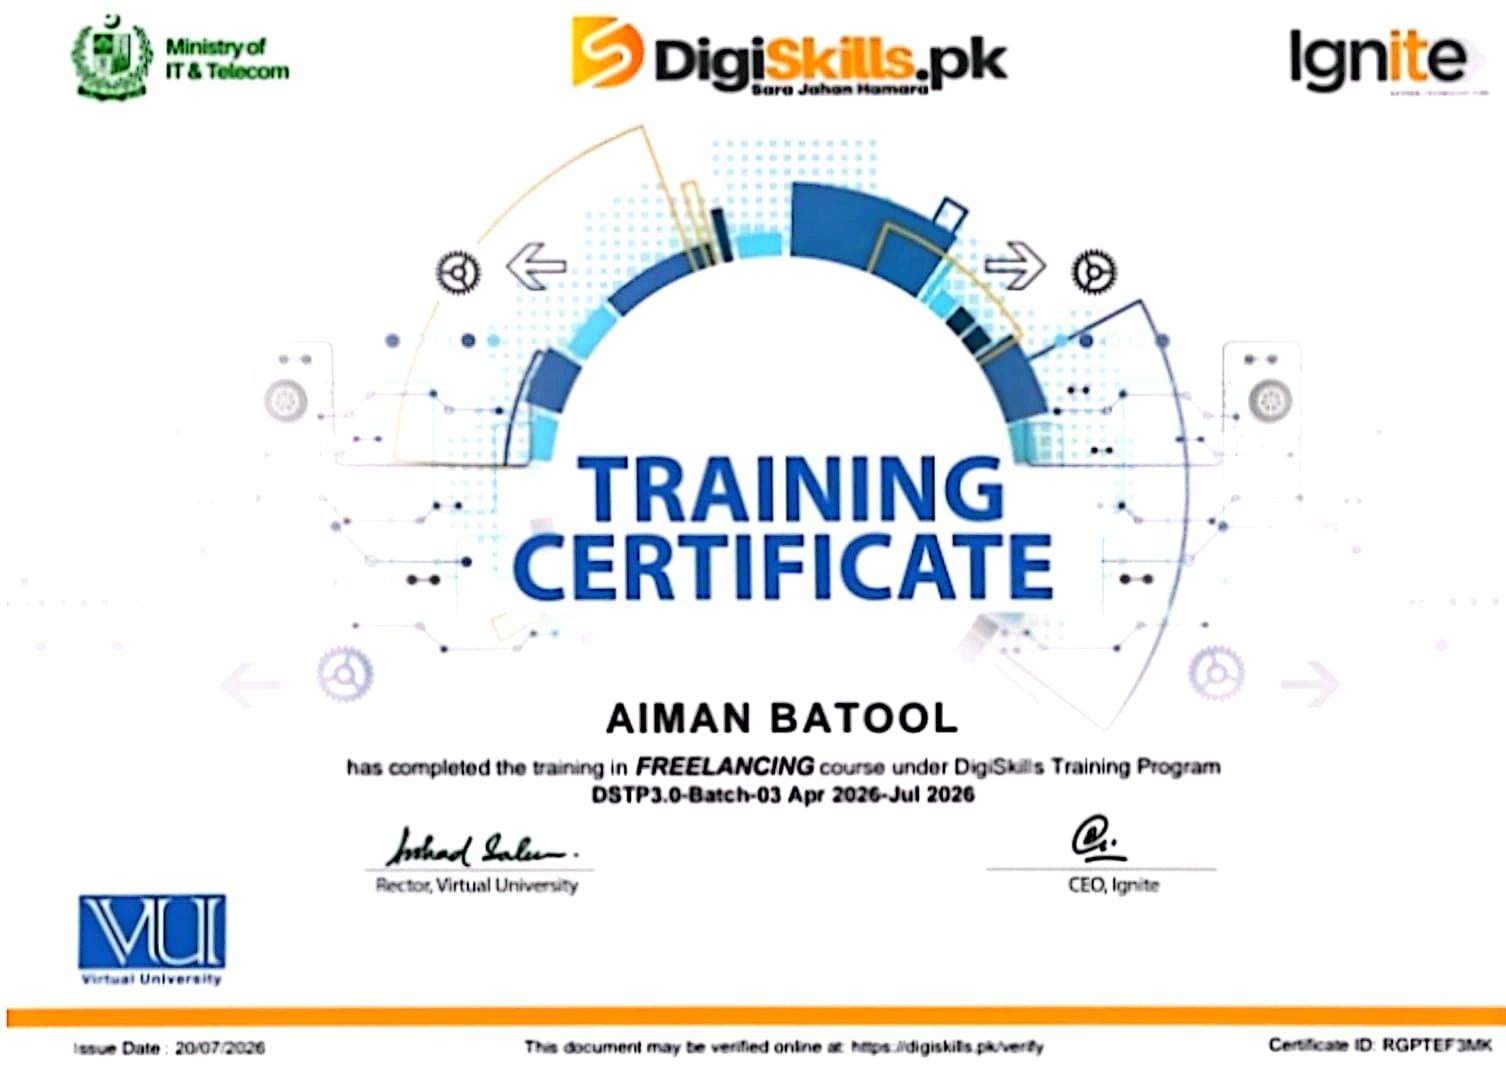 Ministry of
IT & Telecom
DigiSkills.pk
Sara Jahan Hamara
Ignite
TRAINING
CERTIFICATE
AIMAN BATOOL
has completed the training in FREELANCING course under DigiSkills Training Program
DSTP3.0-Batch-03 Apr 2026-Jul 2026
Rector, Virtual University
CEO, Ignite
VU
Virtual University
Issue Date : 20/07/2026
This document may be verified online at: https://digiskills.pk/verify
Certificate ID: RGPTEF3MK